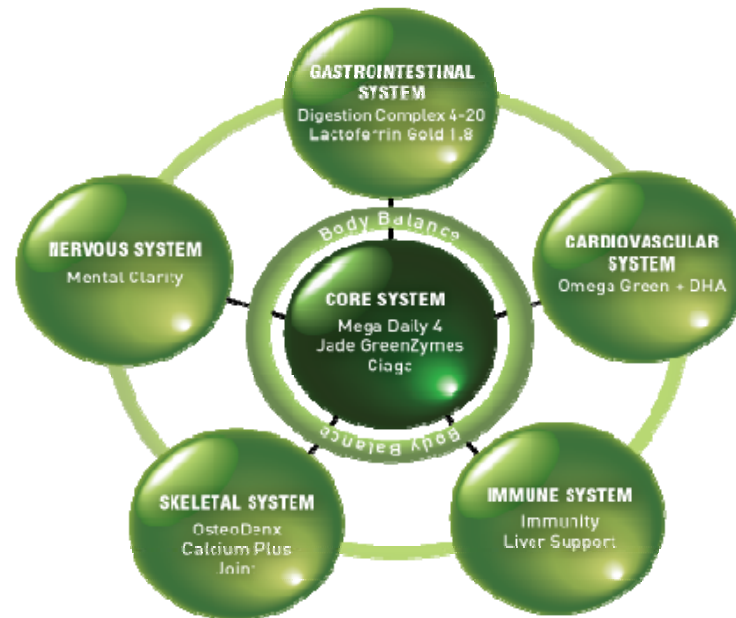 GASTROINTESTINAL
SYSTEM
Digestion Complex 4-20
Lactoferrin Gold 1.8
NERVOUS SYSTEM
Mental Clarity
CARDIOVASCULAR
SYSTEM
Omega Green + DHA
Body Balance
CORE SYSTEM
Mega Daily 4
Jade GreenZymes
Body Balance
SKELETAL SYSTEM
OsteoDenx
Calcium Plus
Joint
IMMUNE SYSTEM
Immunity
Liver Support